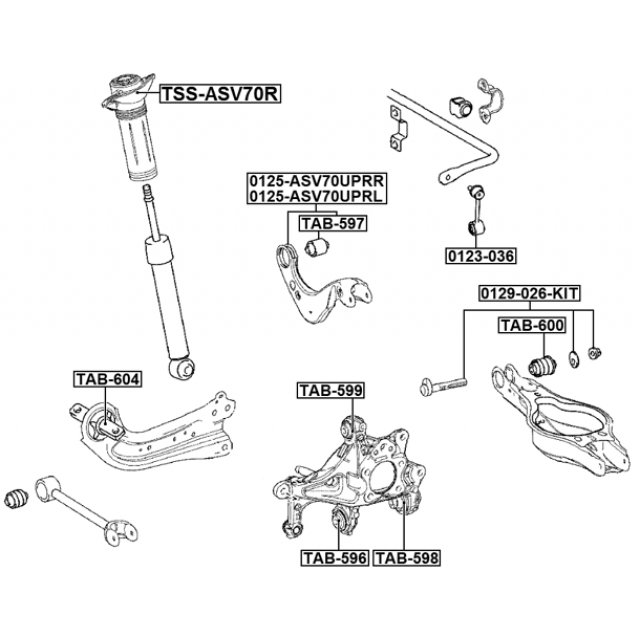 TSS-ASV70R
0125-ASV70UPRR
0125-ASV70UPRL
TAB-597
0123-036
0129-026-KIT
TAB-600
TAB-604
TAB-599
TAB-596
TAB-598